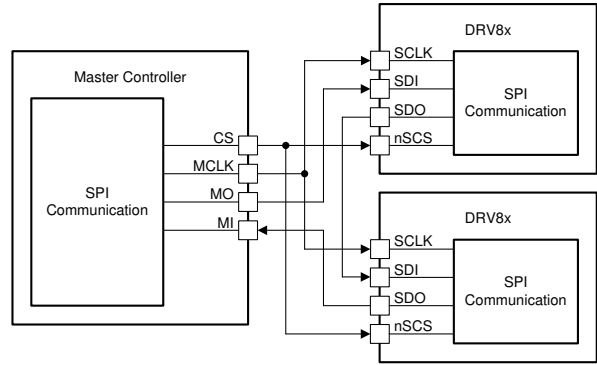 Master Controller
SPI
Communication
CS
MCLK
MO
MI
DRV8x
SCLK
SDI
SDO
nSCS
SPI
Communication
DRV8x
SCLK
SDI
SDO
nSCS
SPI
Communication